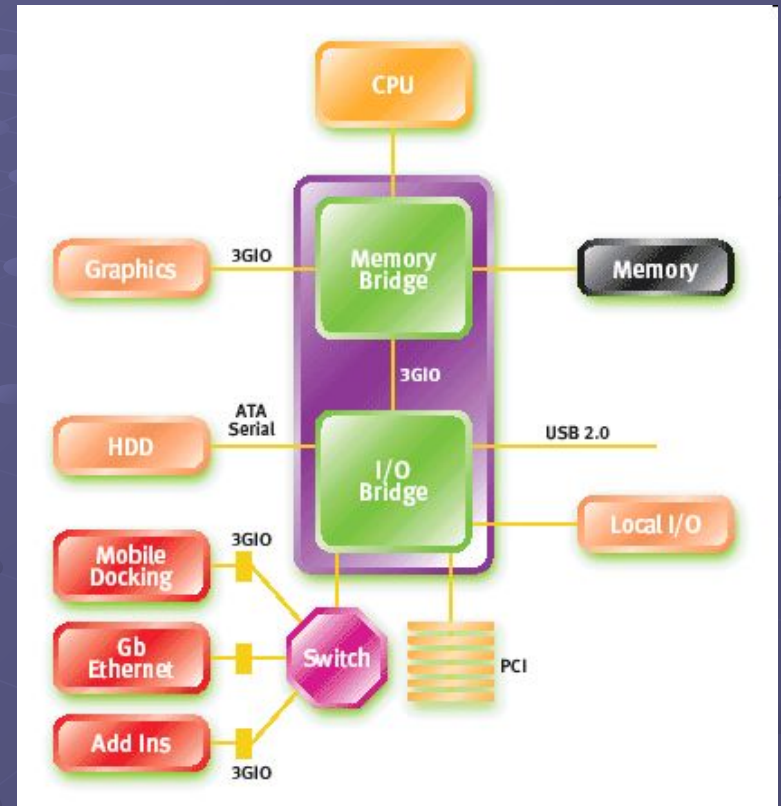 CPU
Graphics
3GIO
Memory
Bridge
Memory
3GIO
HDD
ATA
Serial
I/O
Bridge
USB 2.0
Local I/O
Mobile
Docking
3GIO
Gb
Ethernet
Switch
PCI
Add Ins
3GIO